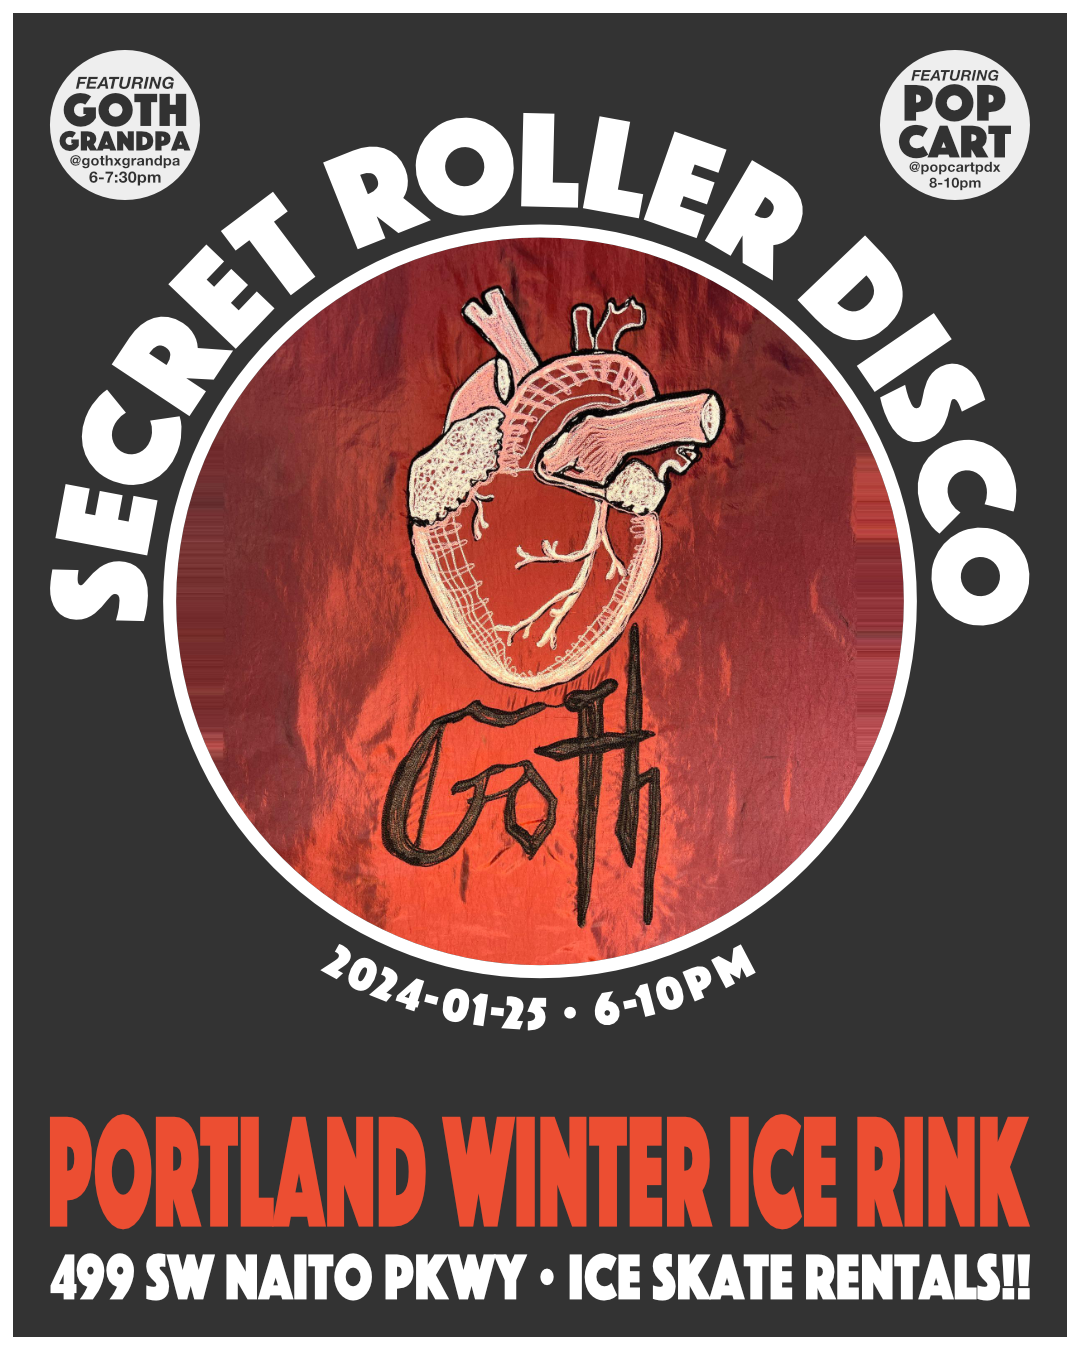 FEATURING
GOTH
GRANDPA
@gothxgrandpa
6-7:30pm
FEATURING
POP
CART
@popcartpdx
8-10pm
SECRET ROLLER DISCO
Goth
2024-01-25 • 6-10PM
PORTLAND WINTER ICE RINK
499 SW NAITO PKWY • ICE SKATE RENTALS!!